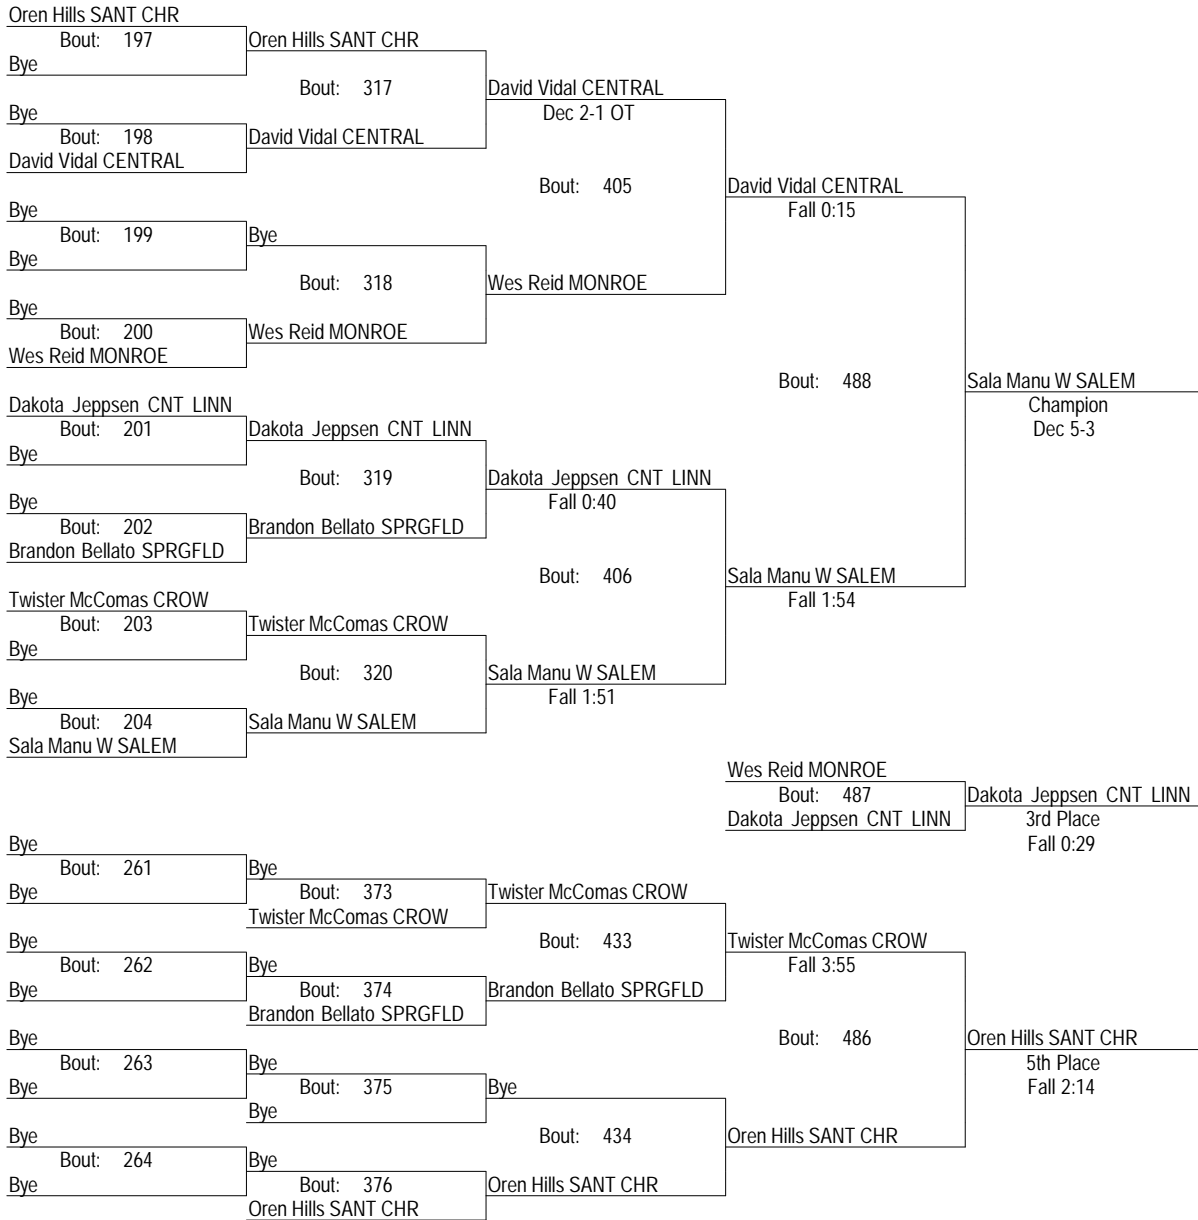 Oren Hills SANT CHR
Bout: 197
Oren Hills SANT CHR
Bye
Bout: 317
David Vidal CENTRAL
Bye
Dec 2-1 OT
Bout: 198
David Vidal CENTRAL
David Vidal CENTRAL
Bout: 405
David Vidal CENTRAL
Bye
Fall 0:15
Bout: 199
Bye
Bye
Bout: 318
Wes Reid MONROE
Bye
Bout: 200
Wes Reid MONROE
Wes Reid MONROE
Bout: 488
Sala Manu W SALEM
Dakota Jeppsen CNT LINN
Champion
Bout: 201
Dakota Jeppsen CNT LINN
Dec 5-3
Bye
Bout: 319
Dakota Jeppsen CNT LINN
Bye
Fall 0:40
Bout: 202
Brandon Bellato SPRGFLD
Brandon Bellato SPRGFLD
Bout: 406
Sala Manu W SALEM
Twister McComas CROW
Fall 1:54
Bout: 203
Twister McComas CROW
Bye
Bout: 320
Sala Manu W SALEM
Bye
Fall 1:51
Bout: 204
Sala Manu W SALEM
Sala Manu W SALEM
Wes Reid MONROE
Bout: 487
Dakota Jeppsen CNT LINN
Dakota Jeppsen CNT LINN
3rd Place
Bye
Fall 0:29
Bout: 261
Bye
Bye
Bout: 373
Twister McComas CROW
Twister McComas CROW
Bye
Bout: 433
Twister McComas CROW
Bout: 262
Bye
Fall 3:55
Bye
Bout: 374
Brandon Bellato SPRGFLD
Brandon Bellato SPRGFLD
Bye
Bout: 486
Oren Hills SANT CHR
Bout: 263
Bye
5th Place
Bye
Bout: 375
Bye
Fall 2:14
Bye
Bye
Bout: 434
Oren Hills SANT CHR
Bout: 264
Bye
Bye
Bout: 376
Oren Hills SANT CHR
Oren Hills SANT CHR